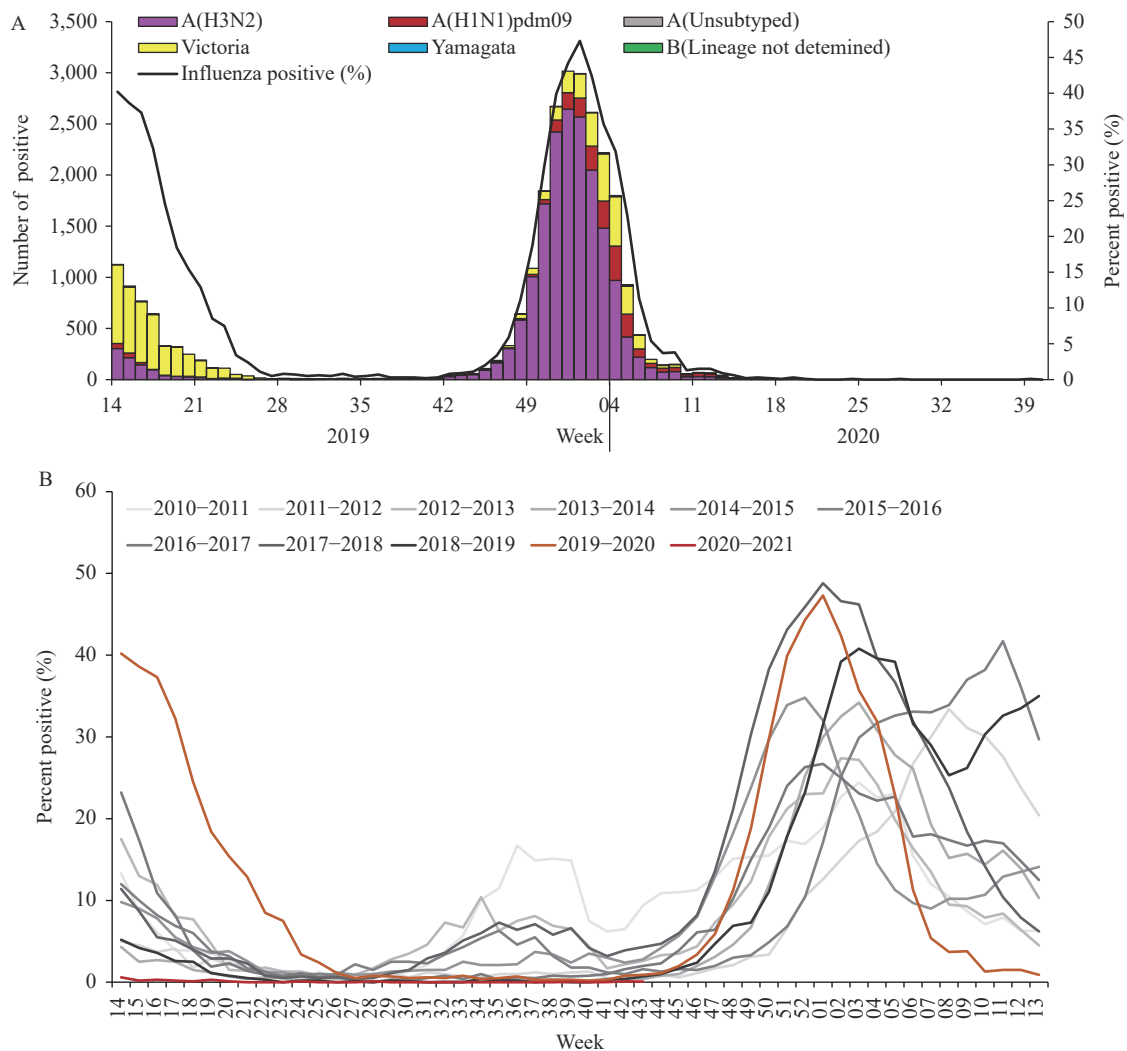 A
A(H3N2) A(H1N1)pdm09 A(Unsubtyped)
Victoria Yamagata B(Lineage not detemined)
Influenza positive (%)
Number of positive
3,500
3,000
2,500
2,000
1,500
1,000
500
0
50
45
40
35
30
25
20
15
10
5
0
Percent positive (%)
14 21 28 35 42 49 04 11 18 25 32 39
2019 Week 2020
B
2010−2011 2011−2012 2012−2013 2013−2014 2014−2015 2015−2016
2016−2017 2017−2018 2018−2019 2019−2020 2020−2021
Percent positive (%)
60
50
40
30
20
10
0
14 15 16 17 18 19 20 21 22 23 24 25 26 27 28 29 30 31 32 33 34 35 36 37 38 39 40 41 42 43 44 45 46 47 48 49 50 51 52 01 02 03 04 05 06 07 08 09 10 11 12 13
Week